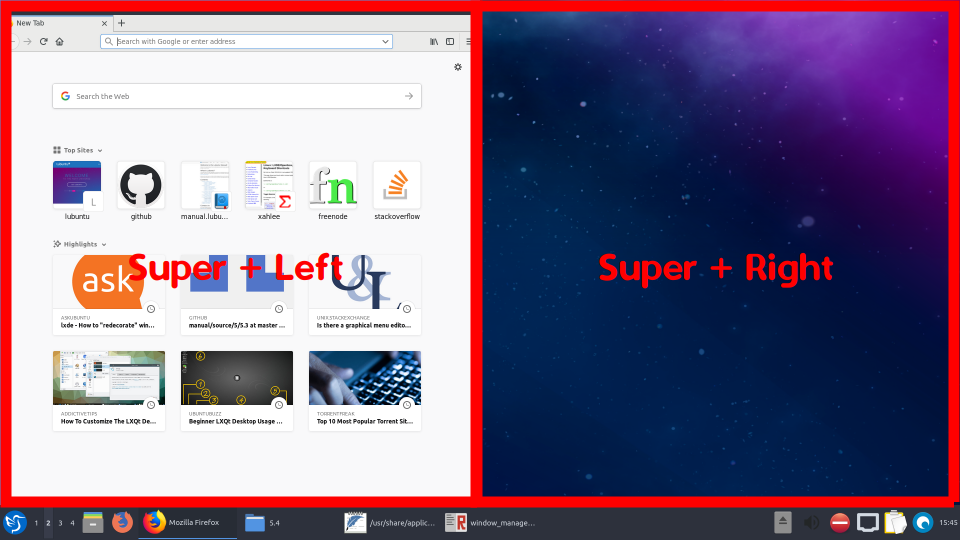 New Tab
Search with Google or enter address
Search the Web
Top Sites
L
fn
lubuntu
github
manual.lubu...
xahlee
freenode
stackoverflow
Highlights
ask
&
Super + Left
Super + Right
ASKUBUNTU
lxde - How to "redecorate" win...
GITHUB
manual/source/5/5.3 at master ...
UNIX.STACKEXCHANGE
Is there a graphical menu edito...
ADDICTIVETIPS
How To Customize The LXQt De...
UBUNTUBUZZ
Beginner LXQt Desktop Usage ...
TORRENTFREAK
Top 10 Most Popular Torrent Sit...
1 2 3 4
Mozilla Firefox
5.4
/usr/share/applic...
window_manage...
15:45